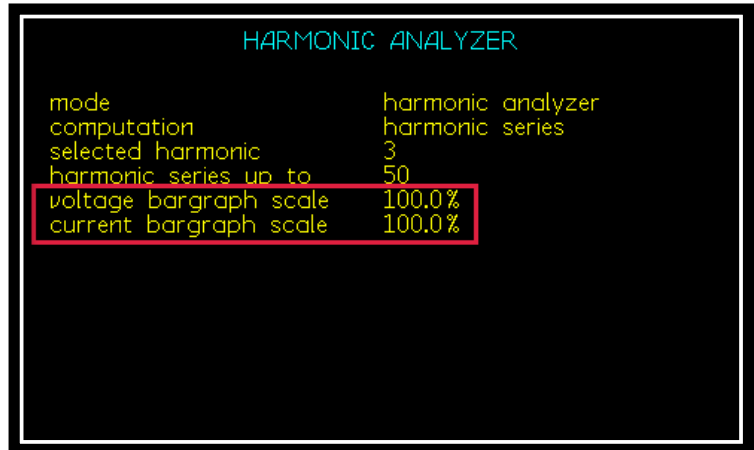 HARMONIC ANALYZER
mode harmonic analyzer
computation harmonic series
selected harmonic 3
harmonic series up to 50
voltage bargraph scale 100.0%
current bargraph scale 100.0%